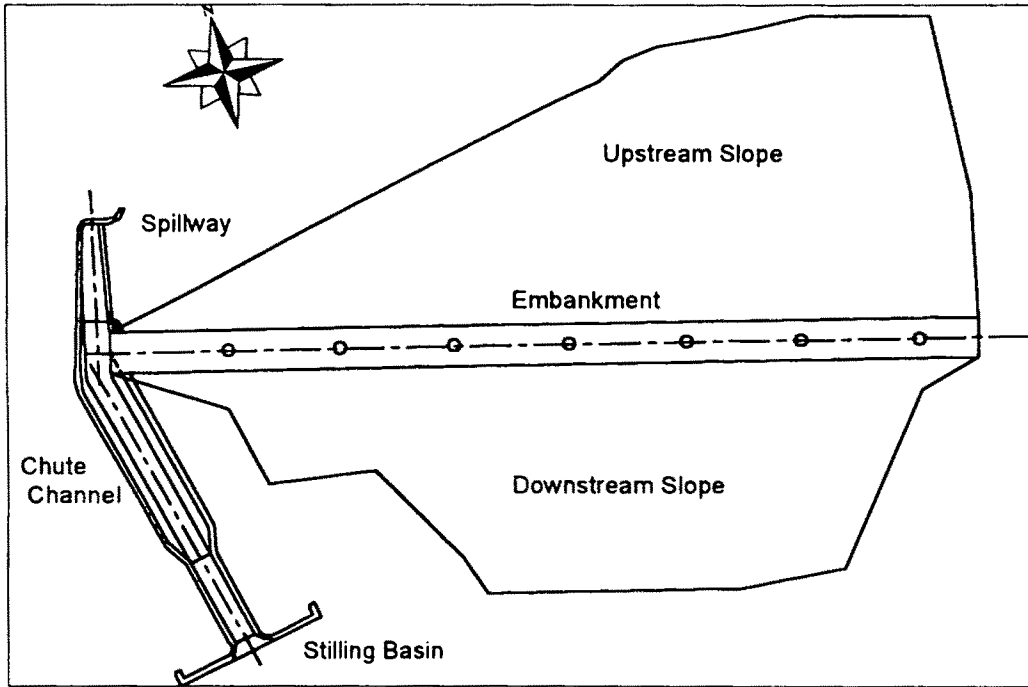 Upstream Slope
Spillway
Embankment
Chute
Channel
Downstream Slope
Stilling Basin